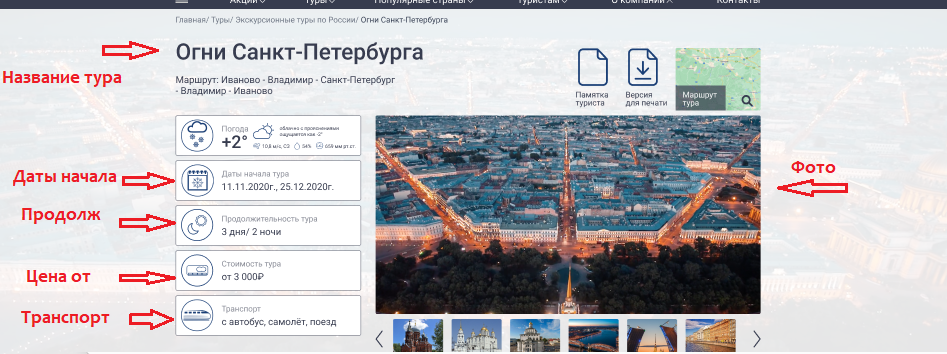 Акции Туры Популярные страны Туристам О компании Контакты
Главная/ Туры/ Экскурсионные туры по России/ Огни Санкт-Петербурга
Огни Санкт-Петербурга
Название тура
Маршрут: Иваново - Владимир - Санкт-Петербург
- Владимир - Иваново
Памятка
туриста
Версия
для печати
Маршрут
тура
Погода
+2°
облачно с прояснениями
ощущается как -2°
10,8 м/с, СЗ 54% 659 мм рт.ст.
Даты начала
Даты начала тура
11.11.2020г., 25.12.2020г.
Фото
Продолж
Продолжительность тура
3 дня/ 2 ночи
Цена от
Стоимость тура
от 3 000₽
Транспорт
Транспорт
с автобус, самолёт, поезд